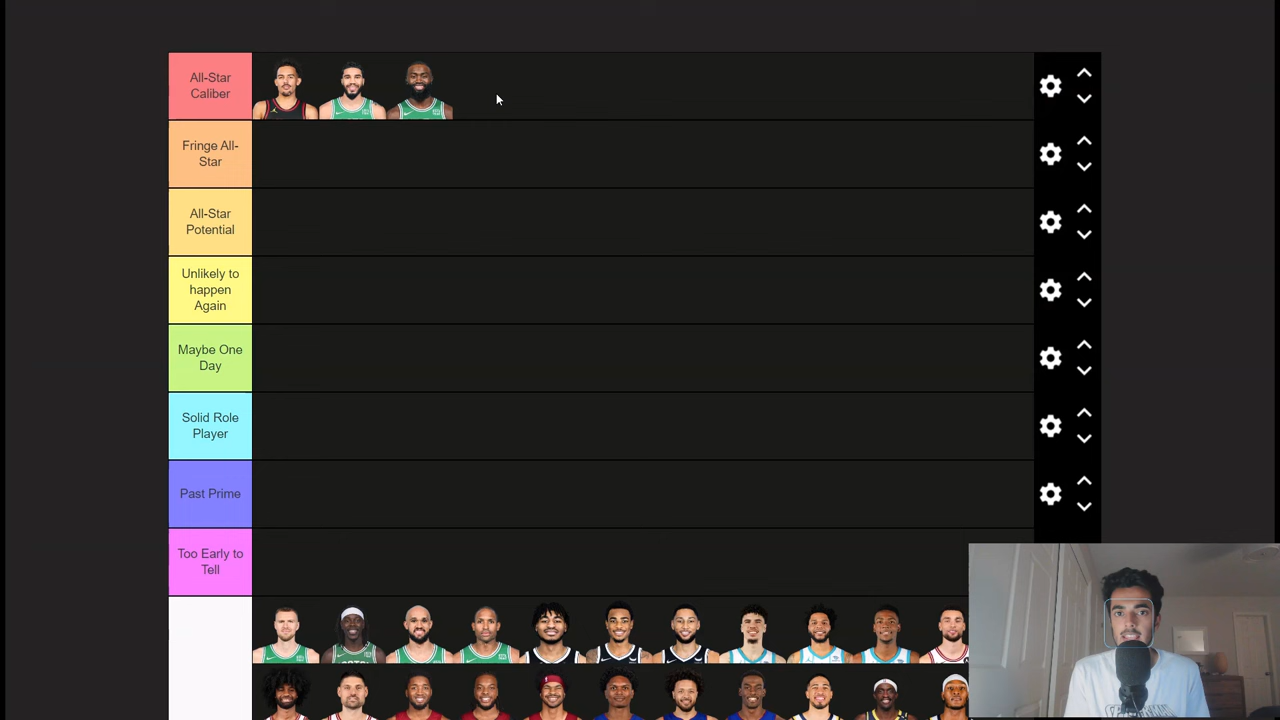 All-Star
Caliber
Fringe All-
Star
All-Star
Potential
Unlikely to
happen
Again
Maybe One
Day
Solid Role
Player
Past Prime
Too Early to
Tell